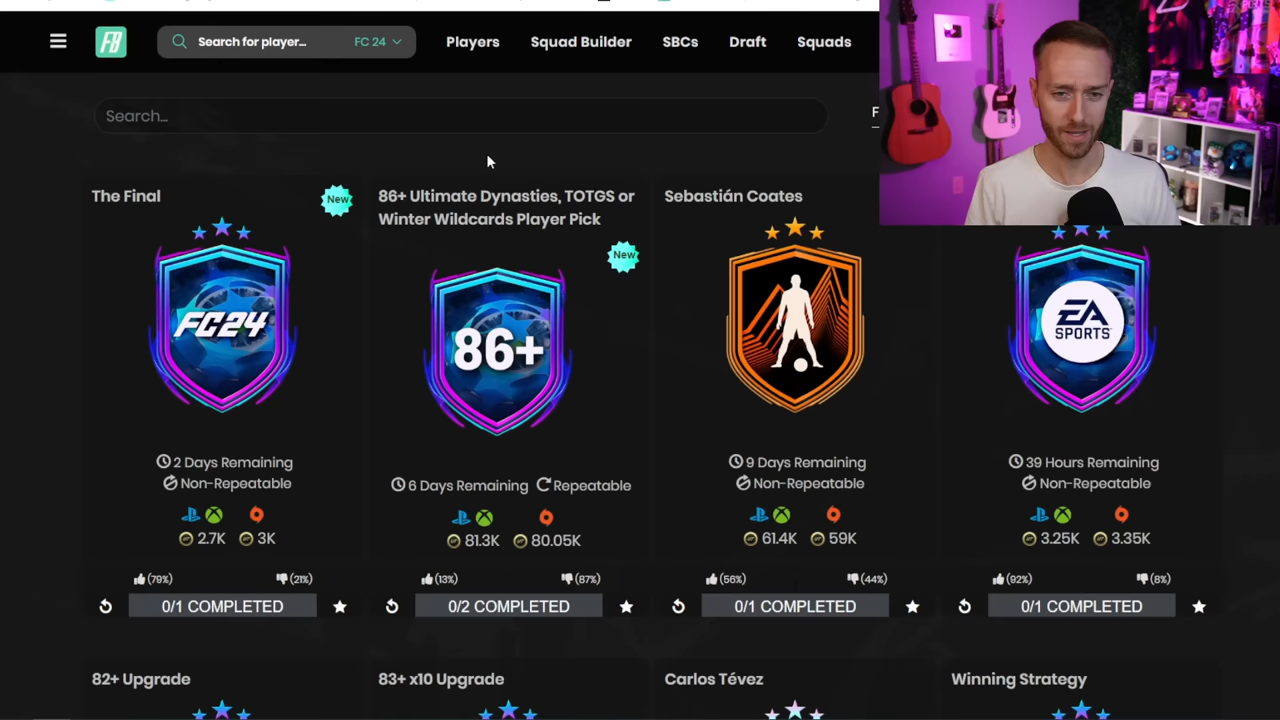 FB
Search for player...
FC 24
Players
Squad Builder
SBCs
Draft
Squads
Search...
F
The Final
New
FC24
2 Days Remaining
Non-Repeatable
2.7K
3K
(79%)
(21%)
0/1 COMPLETED
86+ Ultimate Dynasties, TOTGS or
Winter Wildcards Player Pick
New
86+
6 Days Remaining
Repeatable
81.3K
80.05K
(13%)
(87%)
0/2 COMPLETED
Sebastián Coates
9 Days Remaining
Non-Repeatable
61.4K
59K
(56%)
(44%)
0/1 COMPLETED
EA
SPORTS
39 Hours Remaining
Non-Repeatable
3.25K
3.35K
(92%)
(8%)
0/1 COMPLETED
82+ Upgrade
83+ x10 Upgrade
Carlos Tévez
Winning Strategy